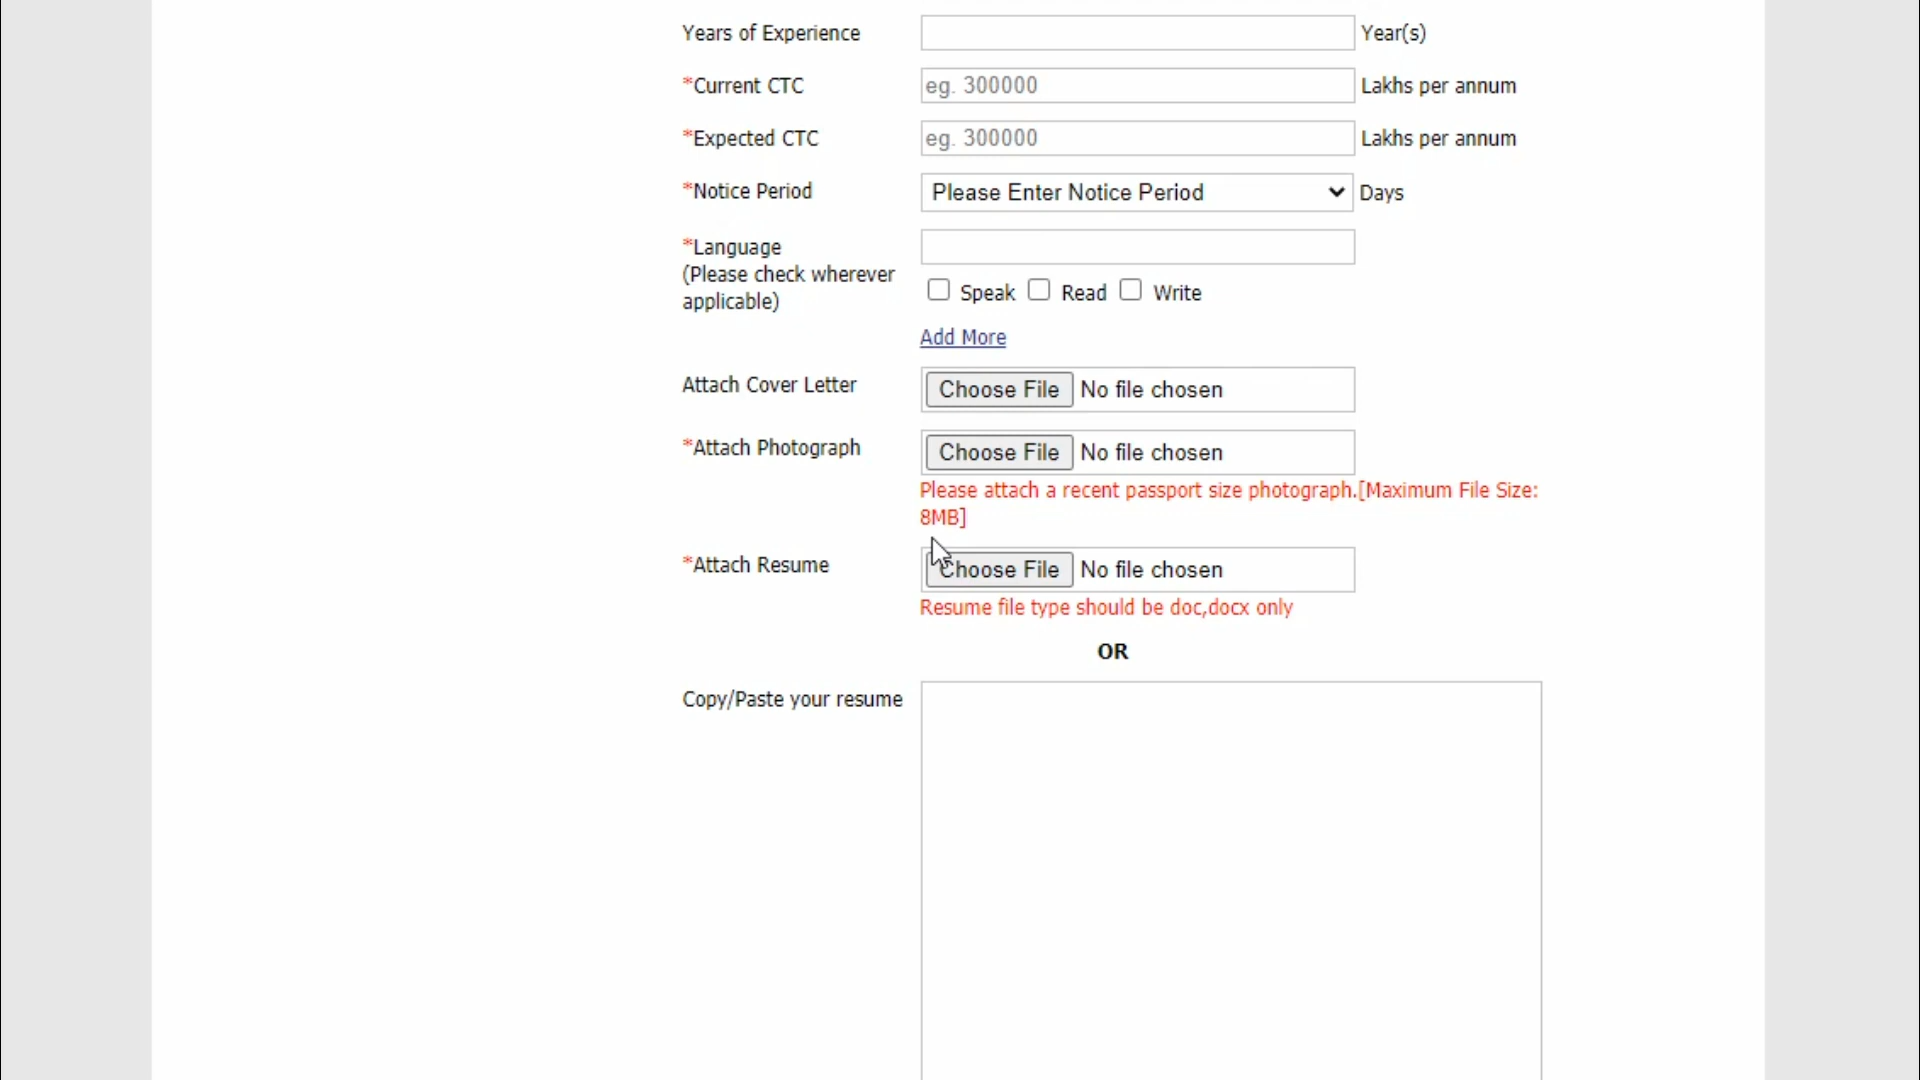 Years of Experience Year(s)
*Current CTC eg. 300000 Lakhs per annum
*Expected CTC eg. 300000 Lakhs per annum
*Notice Period Please Enter Notice Period Days
*Language
(Please check wherever
applicable)
Speak Read Write
Add More
Attach Cover Letter Choose File No file chosen
*Attach Photograph Choose File No file chosen
Please attach a recent passport size photograph.[Maximum File Size:
8MB]
*Attach Resume Choose File No file chosen
Resume file type should be doc,docx only
OR
Copy/Paste your resume